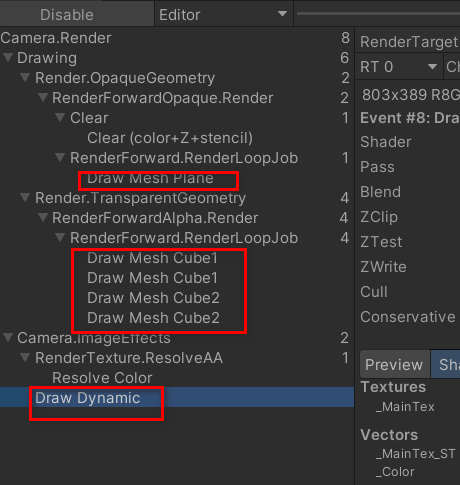 Disable Editor
Camera.Render 8
Drawing 6
Render.OpaqueGeometry 2
RenderForwardOpaque.Render 2
Clear 1
Clear (color+Z+stencil)
RenderForward.RenderLoopJob 1
Draw Mesh Plane
Render.TransparentGeometry 4
RenderForwardAlpha.Render 4
RenderForward.RenderLoopJob 4
Draw Mesh Cube1
Draw Mesh Cube1
Draw Mesh Cube2
Draw Mesh Cube2
Camera.ImageEffects 2
RenderTexture.ResolveAA 1
Resolve Color
Draw Dynamic
RenderTarget
RT 0 Ch
803x389 R8G
Event #8: Dra
Shader
Pass
Blend
ZClip
ZTest
ZWrite
Cull
Conservative
Preview Sha
Textures
_MainTex
Vectors
_MainTex_ST
_Color